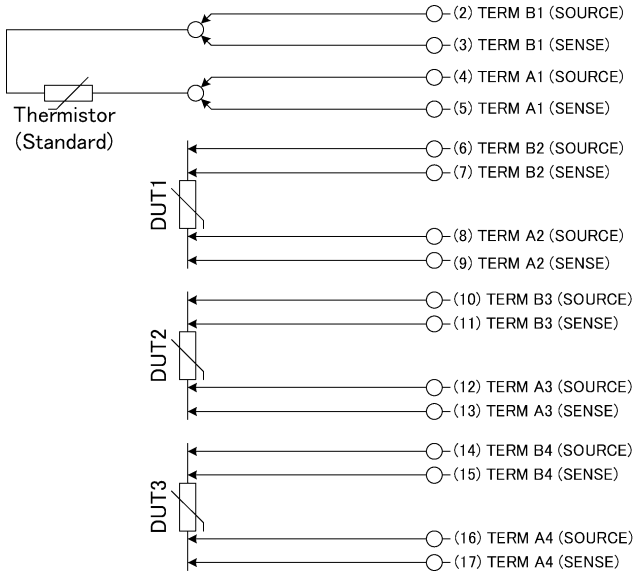 (2) TERM B1 (SOURCE)
(3) TERM B1 (SENSE)
(4) TERM A1 (SOURCE)
(5) TERM A1 (SENSE)
Thermistor
(Standard)
(6) TERM B2 (SOURCE)
(7) TERM B2 (SENSE)
DUT1
(8) TERM A2 (SOURCE)
(9) TERM A2 (SENSE)
(10) TERM B3 (SOURCE)
(11) TERM B3 (SENSE)
DUT2
(12) TERM A3 (SOURCE)
(13) TERM A3 (SENSE)
(14) TERM B4 (SOURCE)
(15) TERM B4 (SENSE)
DUT3
(16) TERM A4 (SOURCE)
(17) TERM A4 (SENSE)